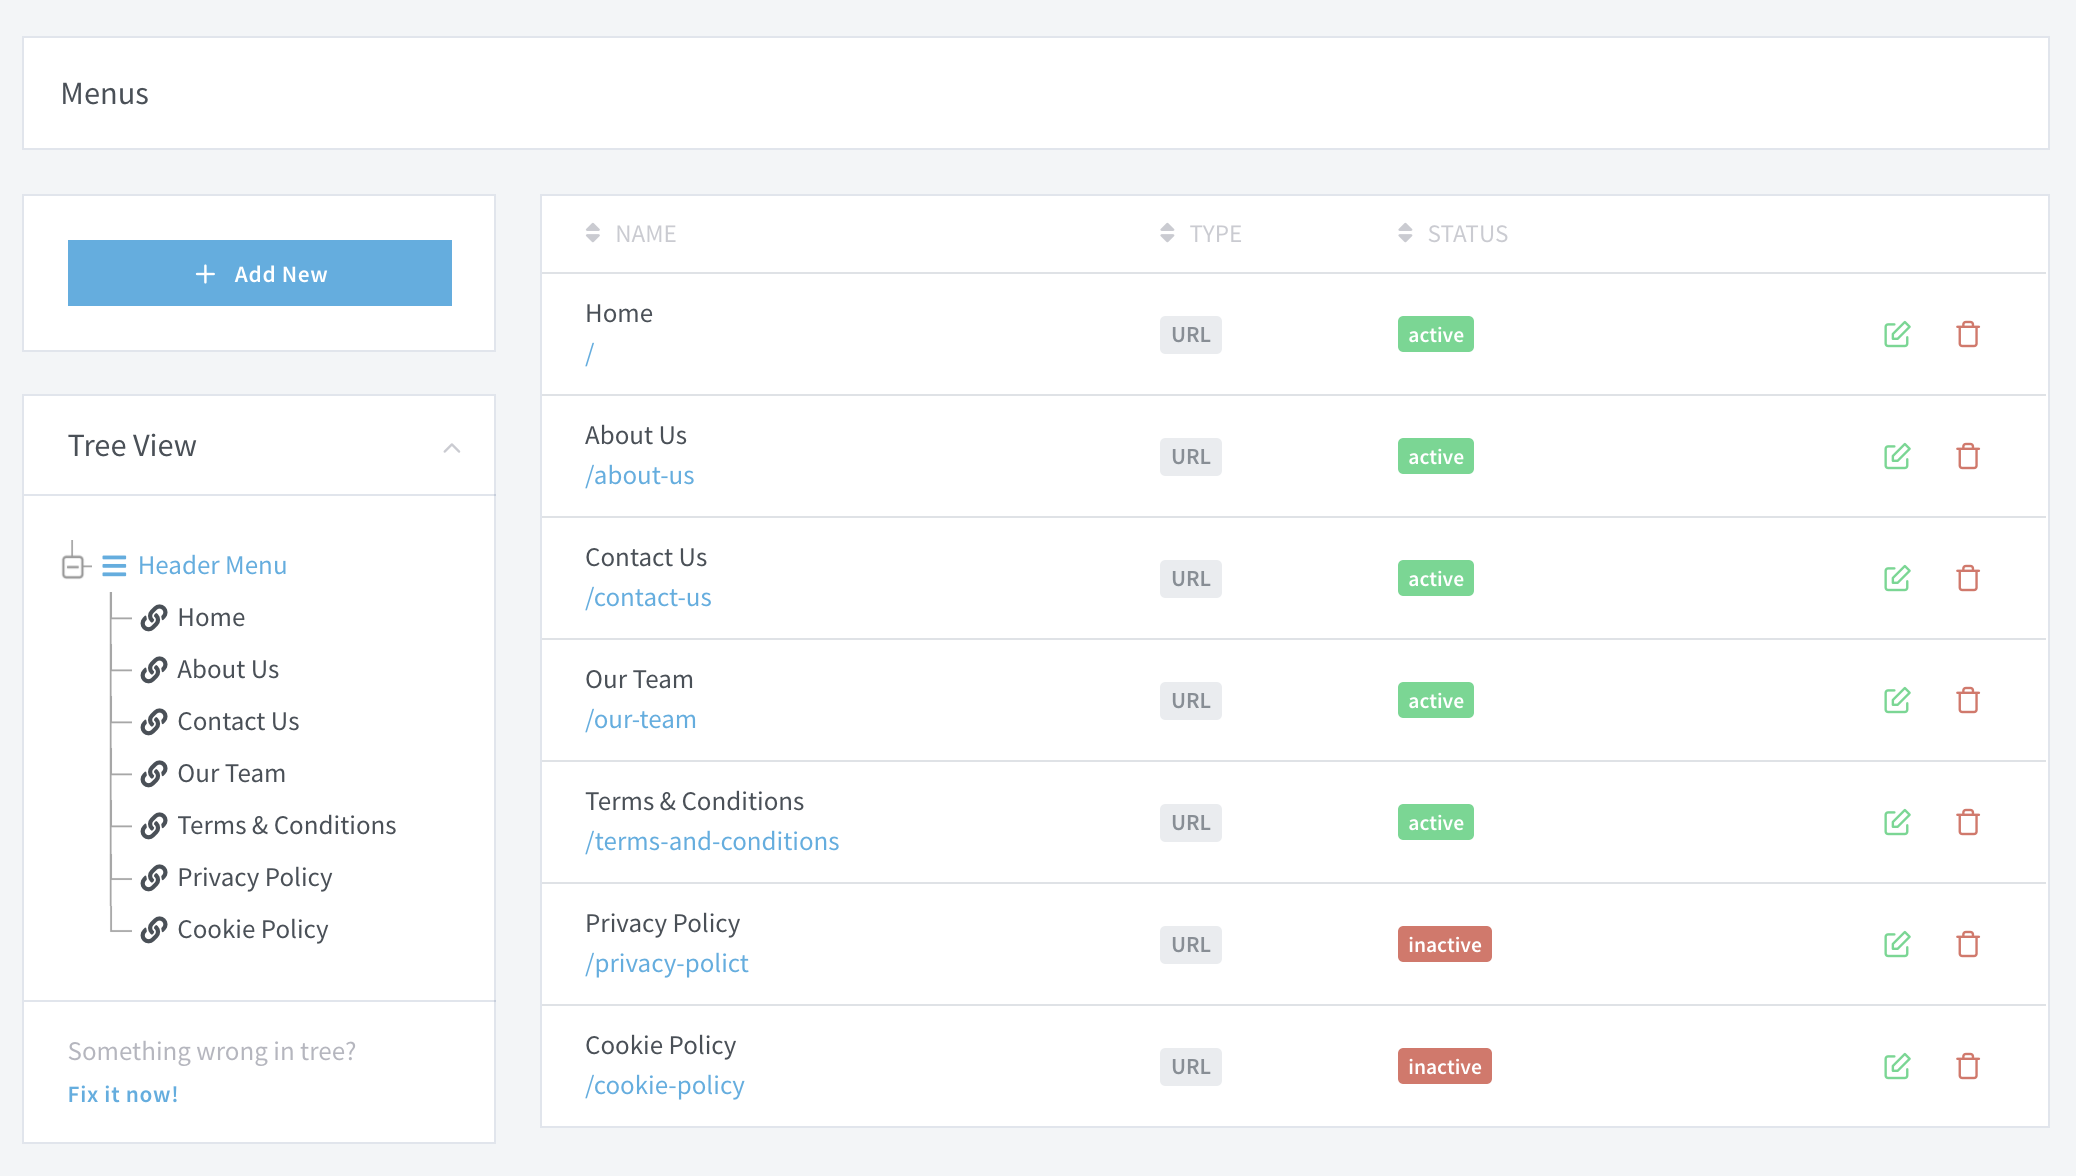 Menus
Add New
Tree View
Header Menu
Home
About Us
Contact Us
Our Team
Terms & Conditions
Privacy Policy
Cookie Policy
Something wrong in tree?
Fix it now!
NAME TYPE STATUS
Home
/
URL active
About Us
/about-us
URL active
Contact Us
/contact-us
URL active
Our Team
/our-team
URL active
Terms & Conditions
/terms-and-conditions
URL active
Privacy Policy
/privacy-polict
URL inactive
Cookie Policy
/cookie-policy
URL inactive